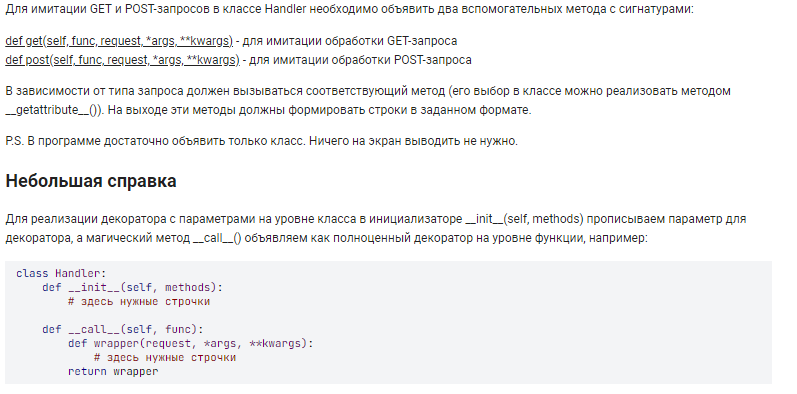 Для имитации GET и POST-запросов в классе Handler необходимо объявить два вспомогательных метода с сигнатурами:
def get(self, func, request, *args, **kwargs) - для имитации обработки GET-запроса
def post(self, func, request, *args, **kwargs) - для имитации обработки POST-запроса
В зависимости от типа запроса должен вызываться соответствующий метод (его выбор в классе можно реализовать методом
__getattribute__()). На выходе эти методы должны формировать строки в заданном формате.
P.S. В программе достаточно объявить только класс. Ничего на экран выводить не нужно.
Небольшая справка
Для реализации декоратора с параметрами на уровне класса в инициализаторе __init__(self, methods) прописываем параметр для
декоратора, а магический метод __call__() объявляем как полноценный декоратор на уровне функции, например:
class Handler:
    def __init__(self, methods):
        # здесь нужные строчки
    def __call__(self, func):
        def wrapper(request, *args, **kwargs):
            # здесь нужные строчки
        return wrapper